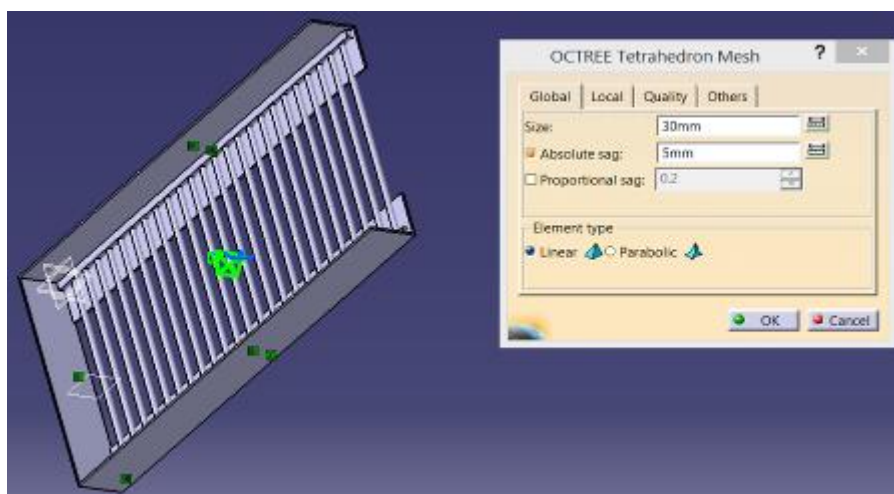 OCTREE Tetrahedron Mesh ? ×
Global Local Quality Others
Size: 30mm
Absolute sag: 5mm
Proportional sag: 0.2
Element type
Linear Parabolic
OK Cancel